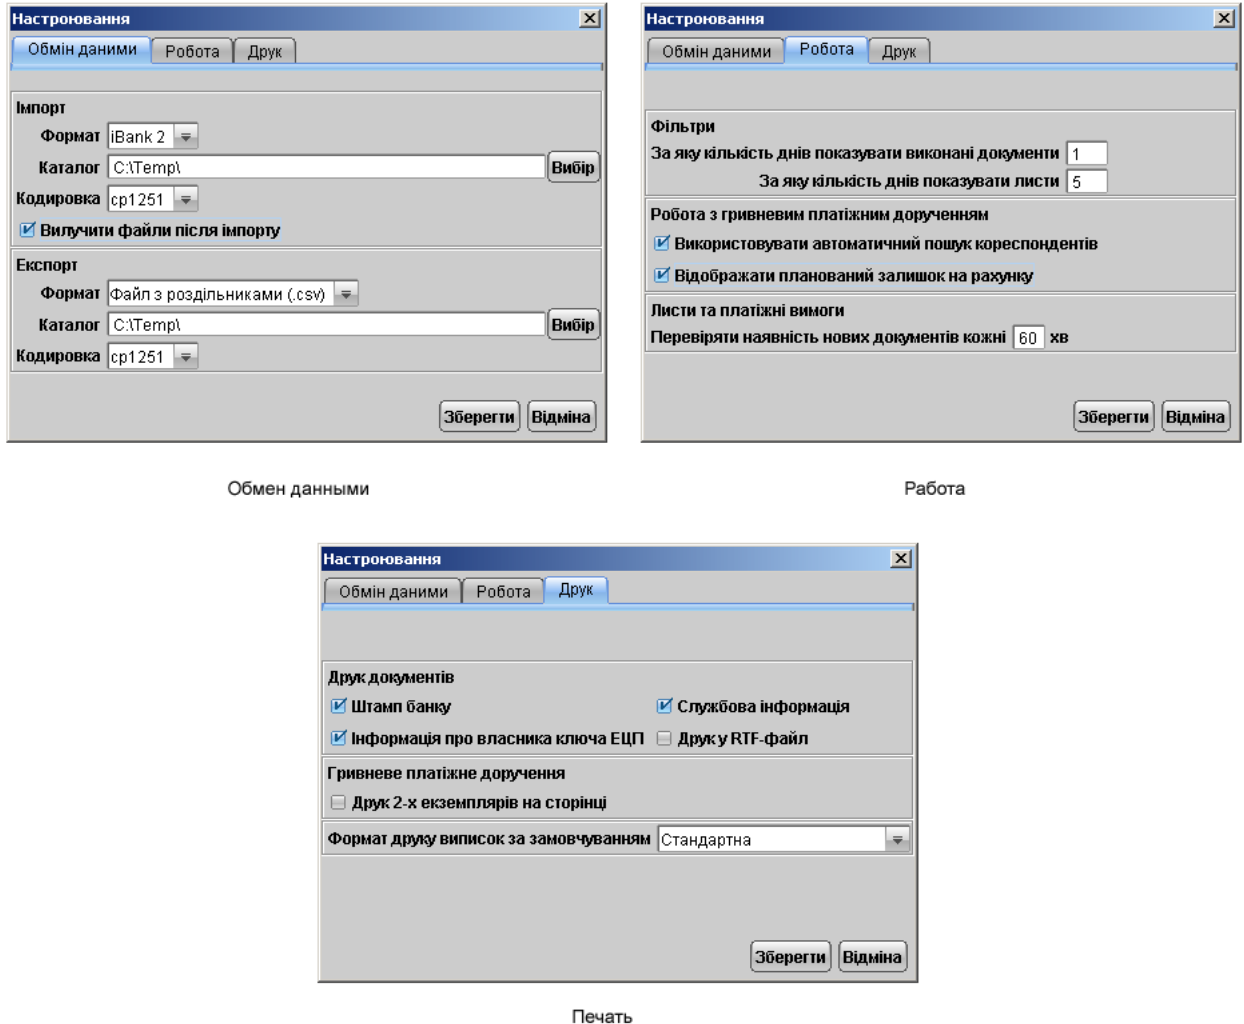 Настроювання
Обмін даними Робота Друк
Імпорт
Формат iBank 2
Каталог C:\Temp\ Вибір
Кодировка cp1251
Вилучити файли після імпорту
Експорт
Формат Файл з роздільниками (.csv)
Каталог C:\Temp\ Вибір
Кодировка cp1251
Зберегти Відміна
Обмен данными
Настроювання
Обмін даними Робота Друк
Фільтри
За яку кількість днів показувати виконані документи 1
За яку кількість днів показувати листи 5
Робота з гривневим платіжним дорученням
Використовувати автоматичний пошук кореспондентів
Відображати планований залишок на рахунку
Листи та платіжні вимоги
Перевіряти наявність нових документів кожні 60 хв
Зберегти Відміна
Работа
Настроювання
Обмін даними Робота Друк
Друк документів
Штамп банку Службова інформація
Інформація про власника ключа ЕЦП Друк у RTF-файл
Гривневе платіжне доручення
Друк 2-х екземплярів на сторінці
Формат друку виписок за замовчуванням Стандартна
Зберегти Відміна
Печать